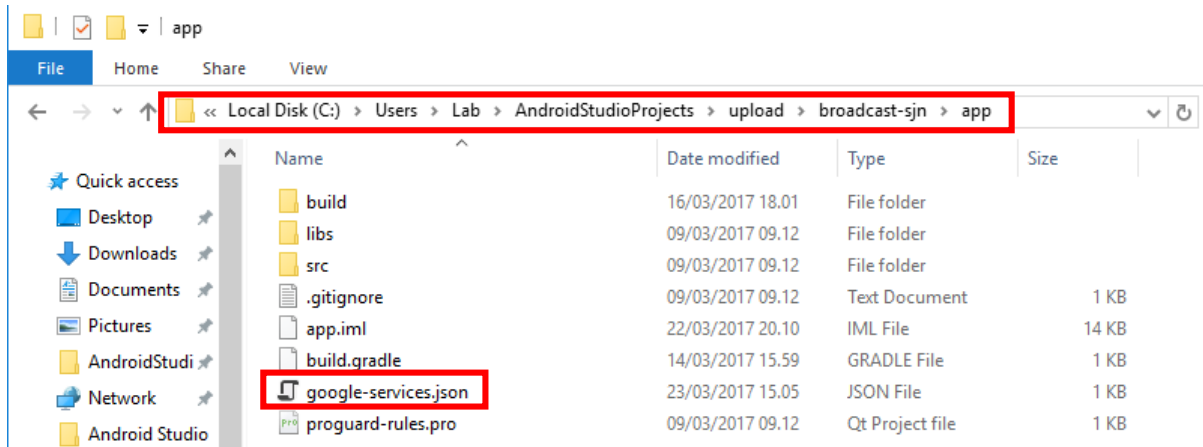 app
File Home Share View
« Local Disk (C:) > Users > Lab > AndroidStudioProjects > upload > broadcast-sjn > app
Name Date modified Type Size
Quick access
Desktop
Downloads
Documents
Pictures
AndroidStudi
Network
Android Studio
build 16/03/2017 18.01 File folder
libs 09/03/2017 09.12 File folder
src 09/03/2017 09.12 File folder
.gitignore 09/03/2017 09.12 Text Document 1 KB
app.iml 22/03/2017 20.10 IML File 14 KB
build.gradle 14/03/2017 15.59 GRADLE File 1 KB
google-services.json 23/03/2017 15.05 JSON File 1 KB
PRO proguard-rules.pro 09/03/2017 09.12 Qt Project file 1 KB